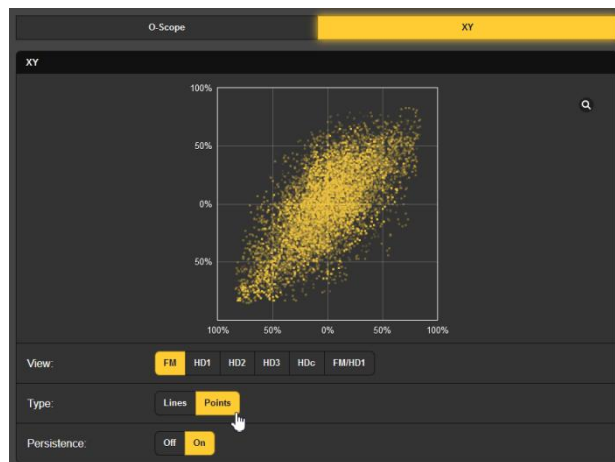 O-Scope XY
XY
100%
50%
0%
50%
100% 50% 0% 50% 100%
View: FM HD1 HD2 HD3 HDc FM/HD1
Type: Lines Points
Persistence: Off On